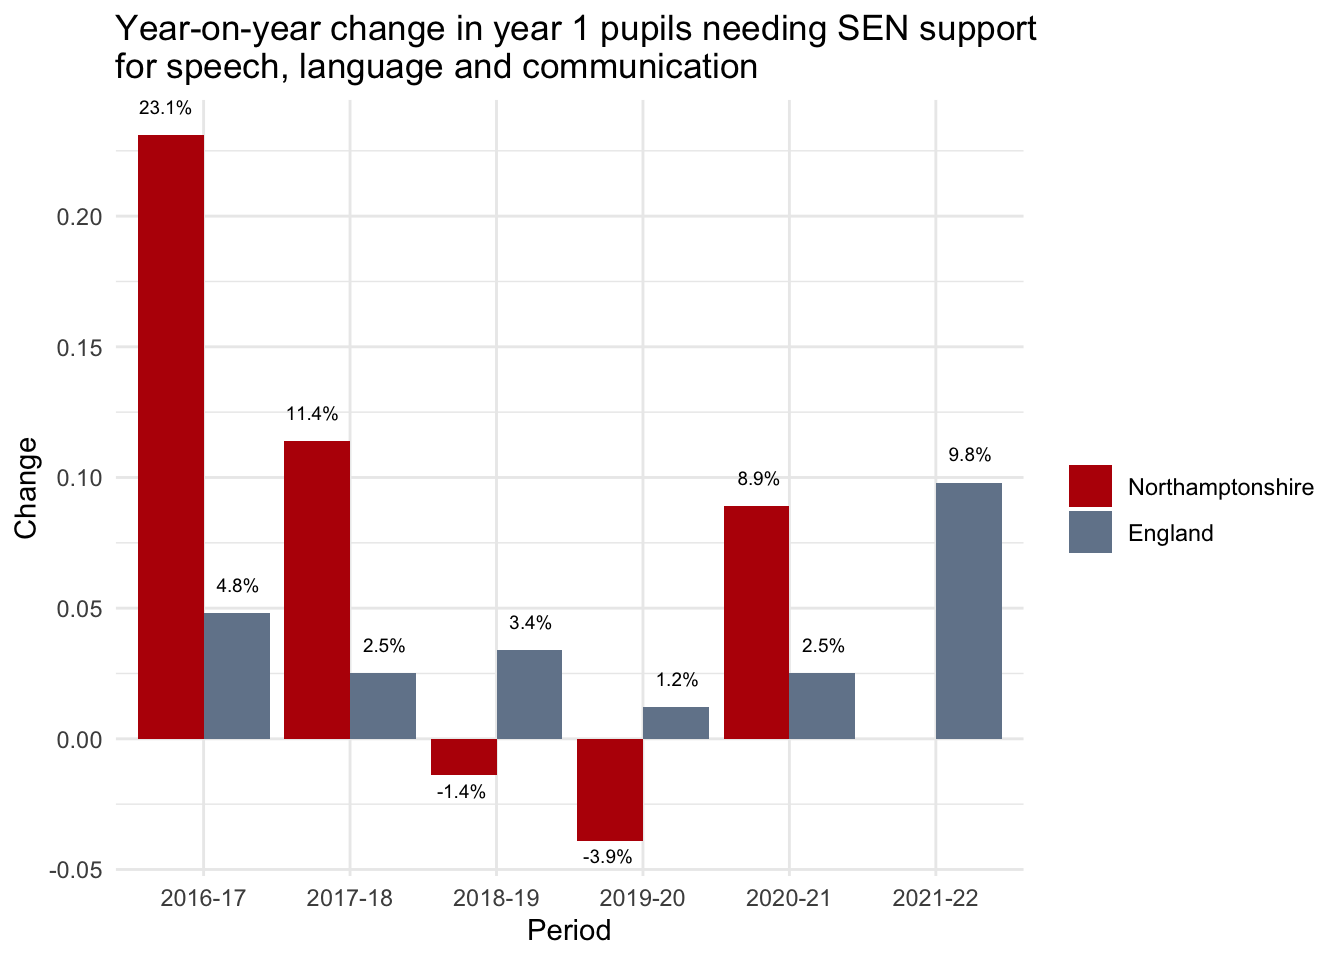 Year-on-year change in year 1 pupils needing SEN support
for speech, language and communication
23.1%
0.20
0.15
11.4%
9.8%
0.10
8.9%
4.8%
0.05
3.4%
2.5%
2.5%
1.2%
0.00
-1.4%
-3.9%
-0.05
Change
2016-17 2017-18 2018-19 2019-20 2020-21 2021-22
Period
Northamptonshire
England